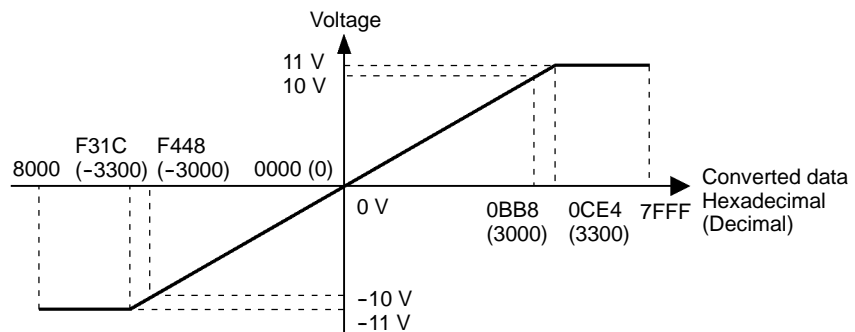 Voltage
11 V
10 V
F31C
(−3300)
F448
(−3000)
8000
0000 (0)
0 V
0BB8
(3000)
0CE4
(3300)
7FFF
Converted data
Hexadecimal
(Decimal)
−10 V
−11 V